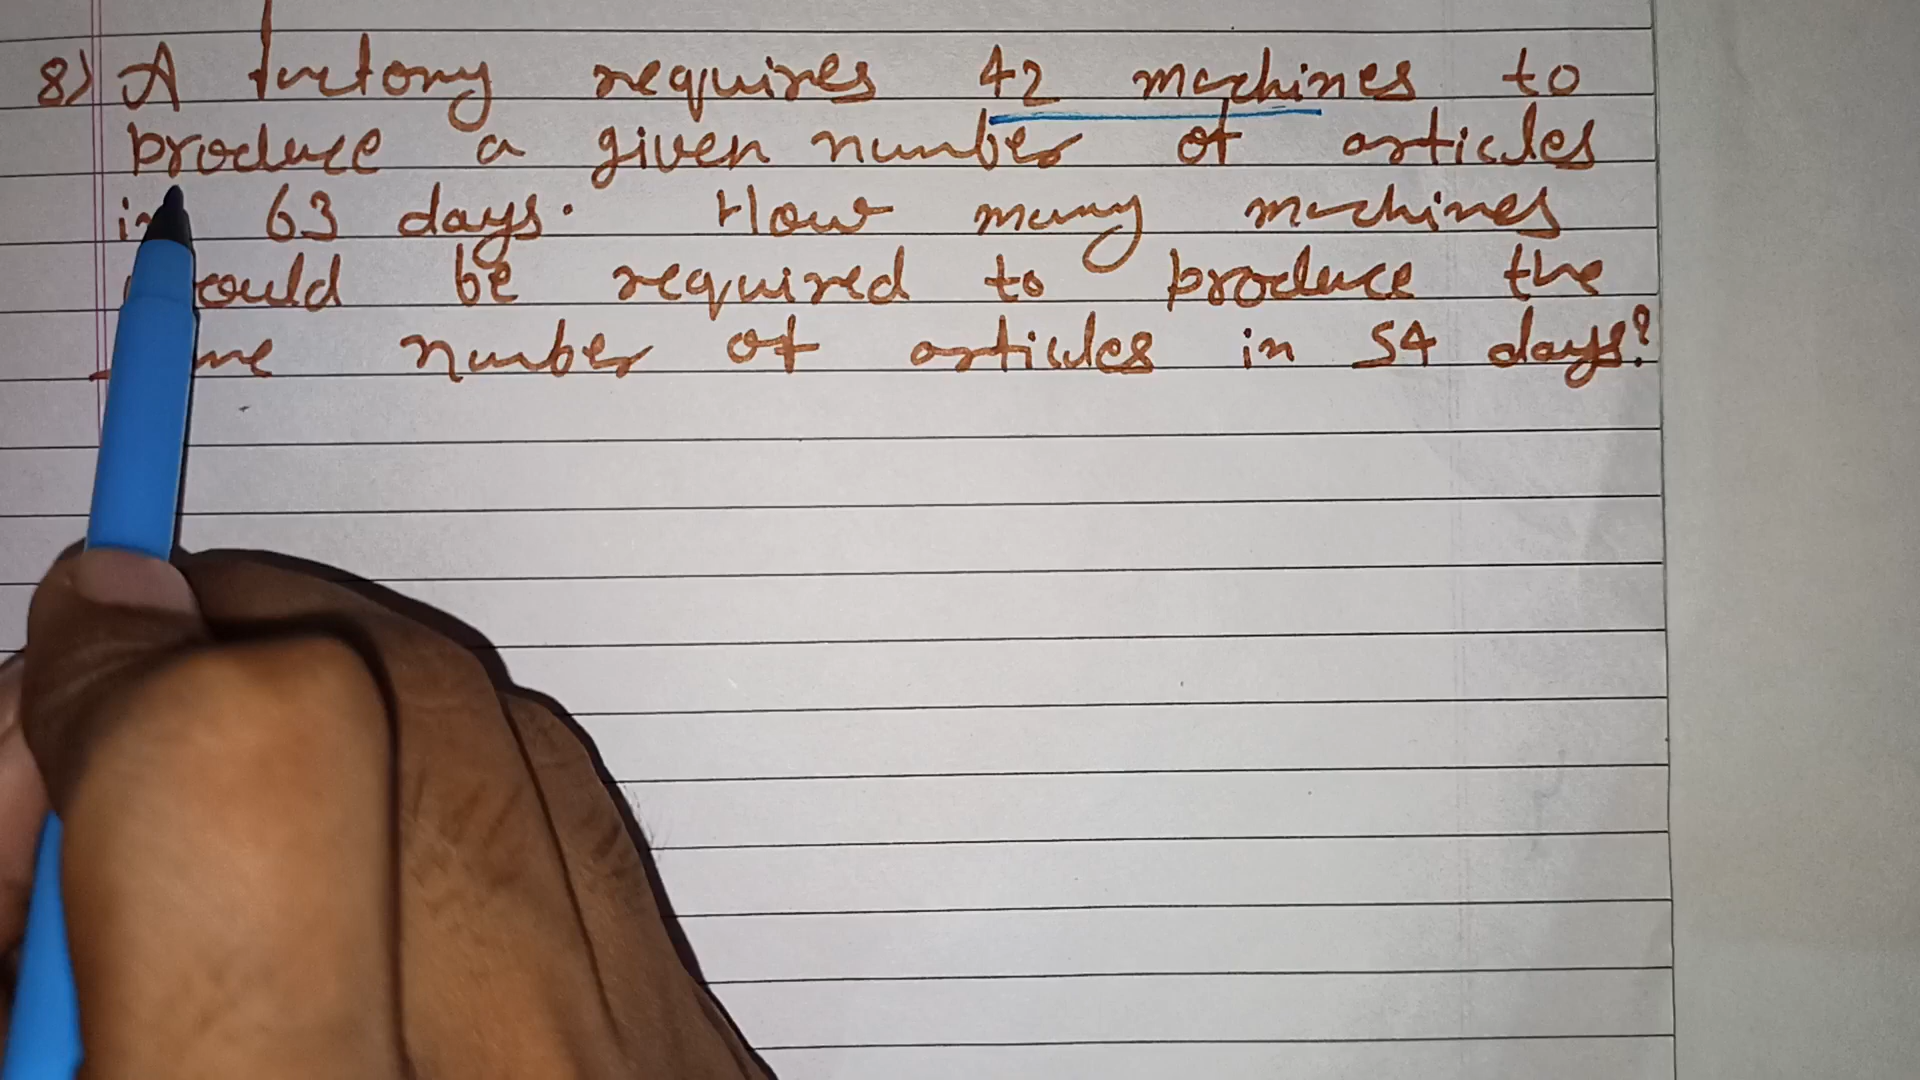 8) A factory requires 42 machines to
produce a given number of articles
in 63 days. How many machines
would be required to produce the
number of articles in 54 days?